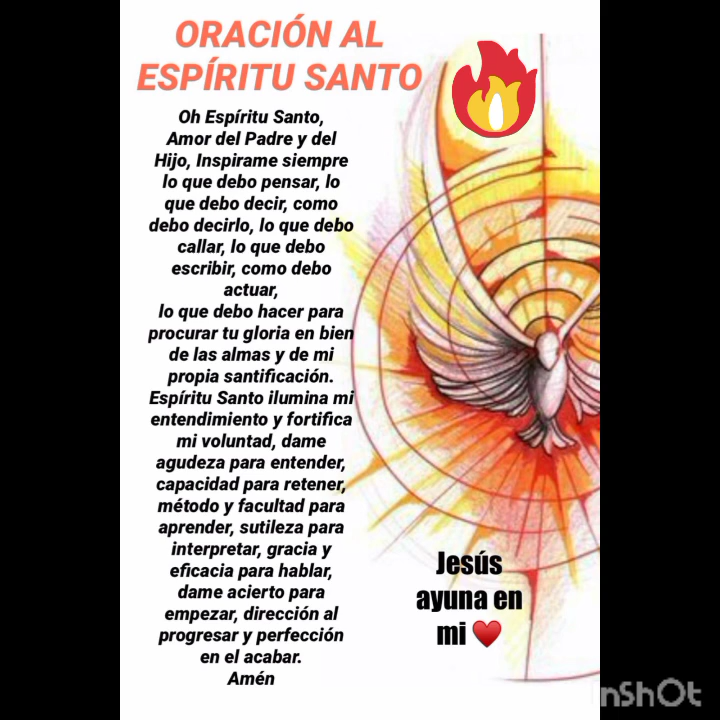 ORACIÓN AL
ESPÍRITU SANTO
Oh Espíritu Santo,
Amor del Padre y del
Hijo, Inspirame siempre
lo que debo pensar, lo
que debo decir, como
debo decirlo, lo que debo
callar, lo que debo
escribir, como debo
actuar,
lo que debo hacer para
procurar tu gloria en bien
de las almas y de mi
propia santificación.
Espíritu Santo ilumina mi
entendimiento y fortifica
mi voluntad, dame
agudeza para entender,
capacidad para retener,
método y facultad para
aprender, sutileza para
interpretar, gracia y
eficacia para hablar,
dame acierto para
empezar, dirección al
progresar y perfección
en el acabar.
Amén
Jesús
ayuna en
mi ♥
InShOt